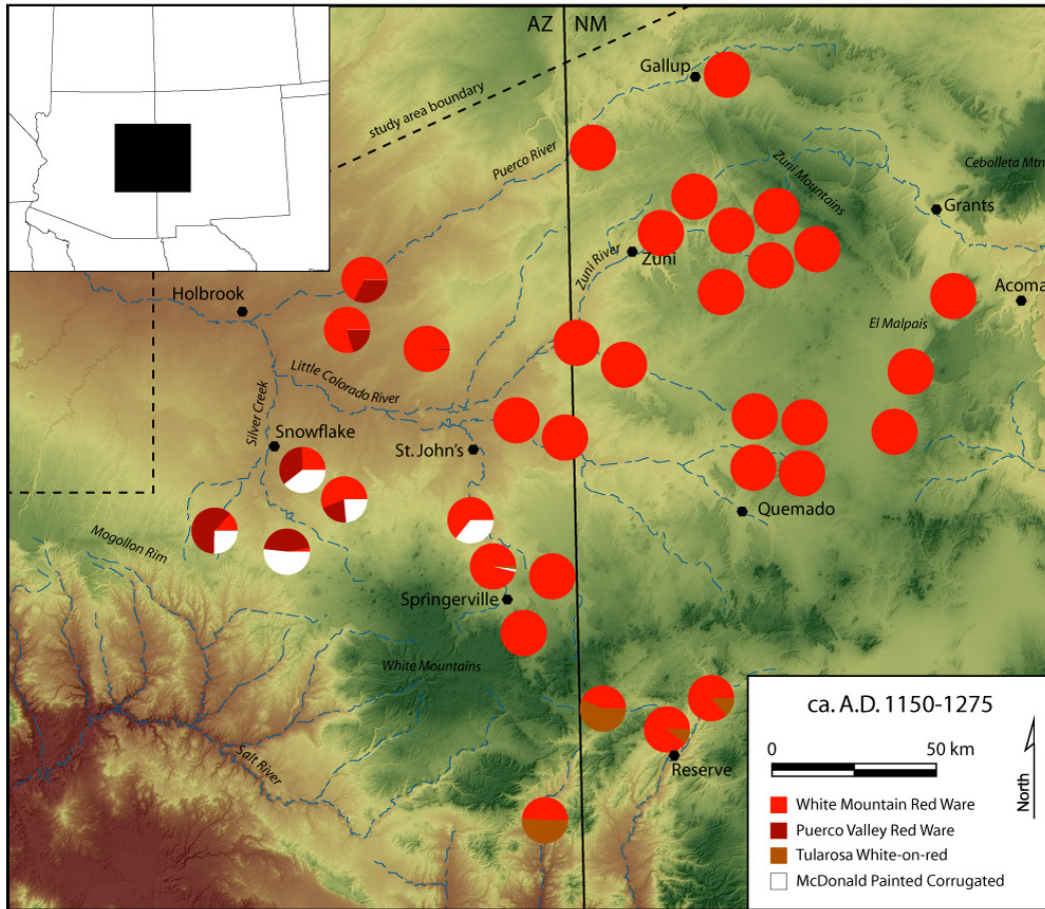 AZ NM
Gallup
study area boundary
Puerco River
Zuni Mountains
Cebolleta Mtn
Grants
Zuni River
Zuni
Holbrook
Acoma
El Malpais
Little Colorado River
Silver Creek
Snowflake
St. John's
Quemado
Mogollon Rim
Springerville
White Mountains
Salt River
Reserve
ca. A.D. 1150-1275
0 50 km
North
White Mountain Red Ware
Puerco Valley Red Ware
Tularosa White-on-red
McDonald Painted Corrugated